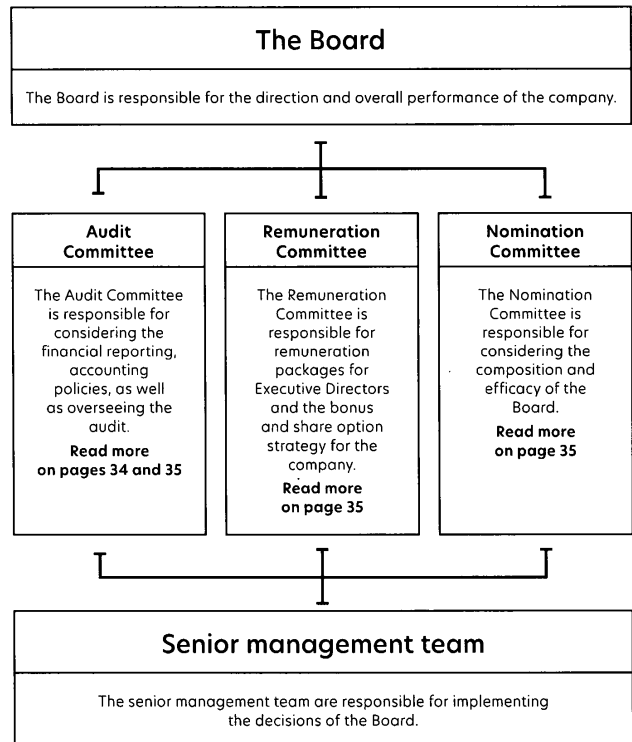 The Board
The Board is responsible for the direction and overall performance of the company.
Audit
Committee
The Audit Committee
is responsible for
considering the
financial reporting,
accounting
policies, as well
as overseeing the
audit.
Read more
on pages 34 and 35
Remuneration
Committee
The Remuneration
Committee is
responsible for
remuneration
packages for
Executive Directors
and the bonus
and share option
strategy for the
company.
Read more
on page 35
Nomination
Committee
The Nomination
Committee is
responsible for
considering the
composition and
efficacy of the
Board.
Read more
on page 35
Senior management team
The senior management team are responsible for implementing
the decisions of the Board.